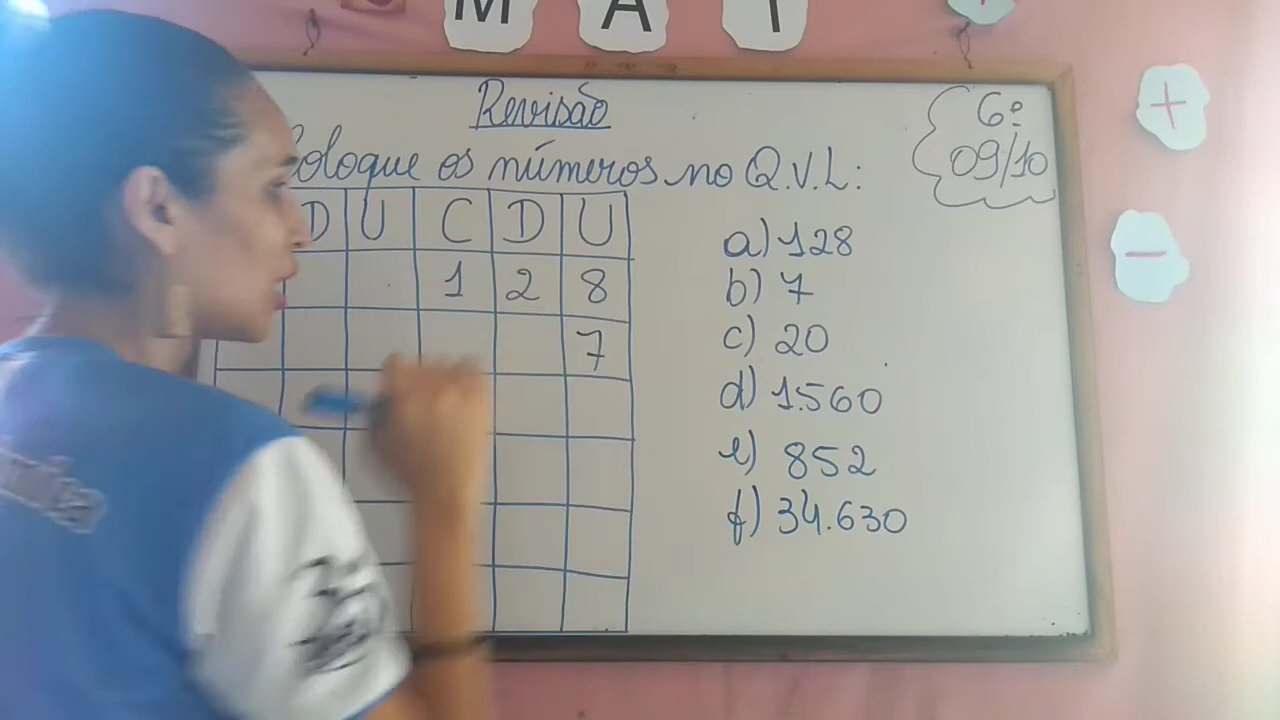 M A T
Revisão
6º
09/10
Coloque os números no Q.V.L:
D U C D U
1 2 8
7
a) 128
b) 7
c) 20
d) 1.560
e) 852
f) 34.630
+
-